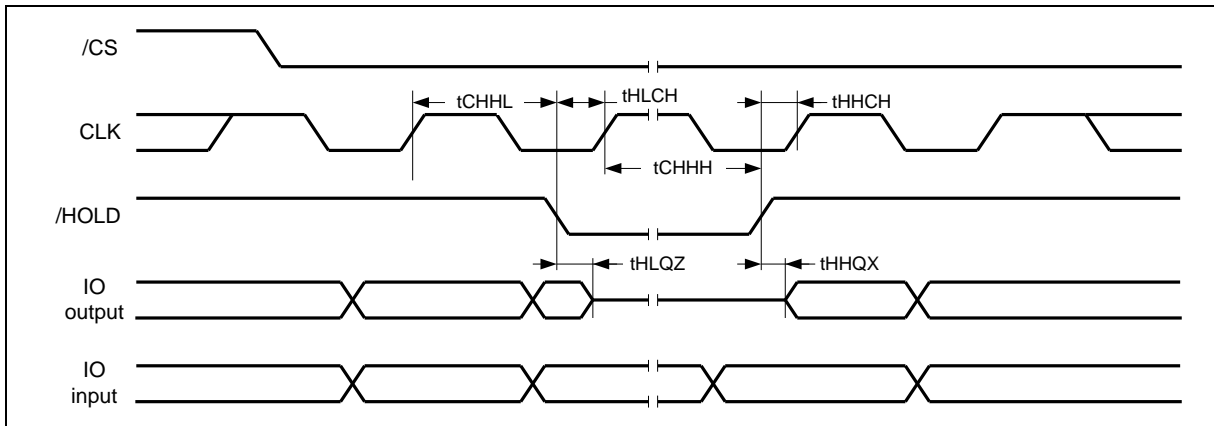 /CS
tCHHL
tHLCH
tHHCH
CLK
tCHHH
/HOLD
tHLQZ
tHHQX
IO
output
IO
input